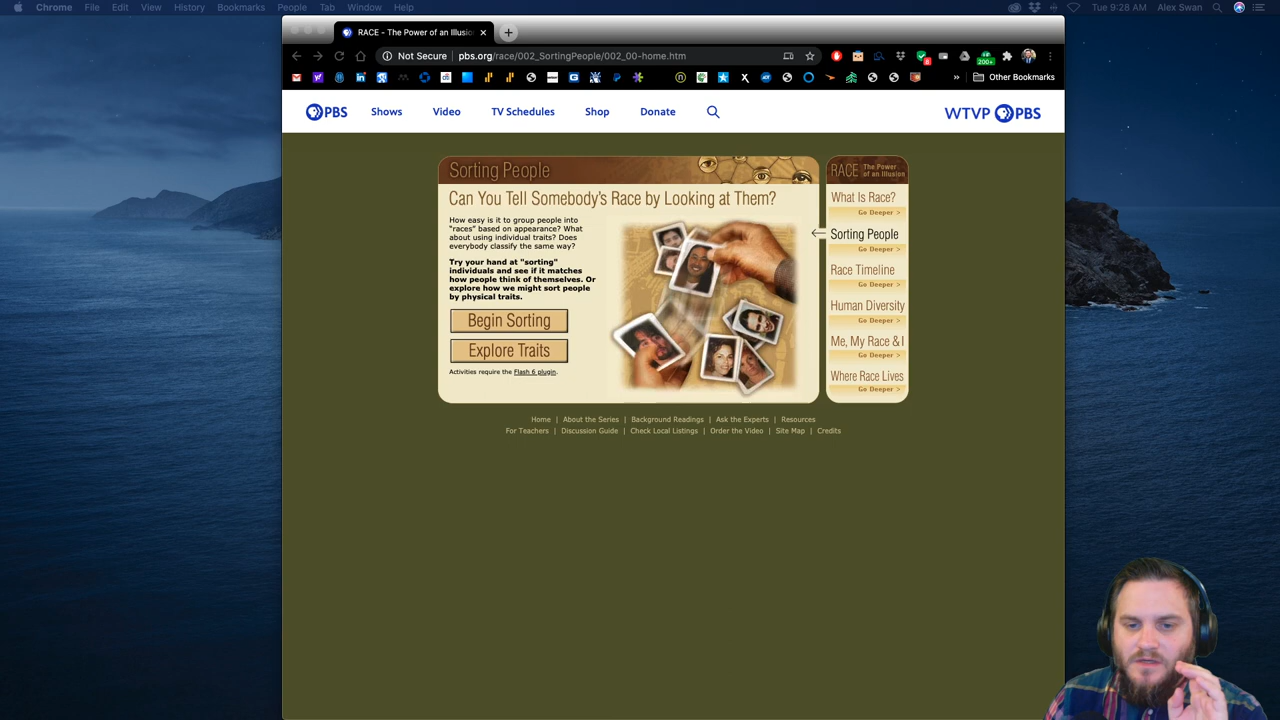 Chrome File Edit View History Bookmarks People Tab Window Help Tue 9:28 AM Alex Swan
RACE - The Power of an Illusio
Not Secure pbs.org/race/002_SortingPeople/002_00-home.htm
6 200+
Other Bookmarks
PBS Shows Video TV Schedules Shop Donate WTVP PBS
Sorting People
Can You Tell Somebody's Race by Looking at Them?
How easy is it to group people into
"races" based on appearance? What
about using individual traits? Does
everybody classify the same way?
Try your hand at "sorting"
individuals and see if it matches
how people think of themselves. Or
explore how we might sort people
by physical traits.
Begin Sorting
Explore Traits
Activities require the Flash 6 plugin.
RACE The Power
of an Illusion
What Is Race?
Go Deeper >
Sorting People
Go Deeper >
Race Timeline
Go Deeper >
Human Diversity
Go Deeper >
Me, My Race & I
Go Deeper >
Where Race Lives
Go Deeper >
Home | About the Series | Background Readings | Ask the Experts | Resources
For Teachers | Discussion Guide | Check Local Listings | Order the Video | Site Map | Credits